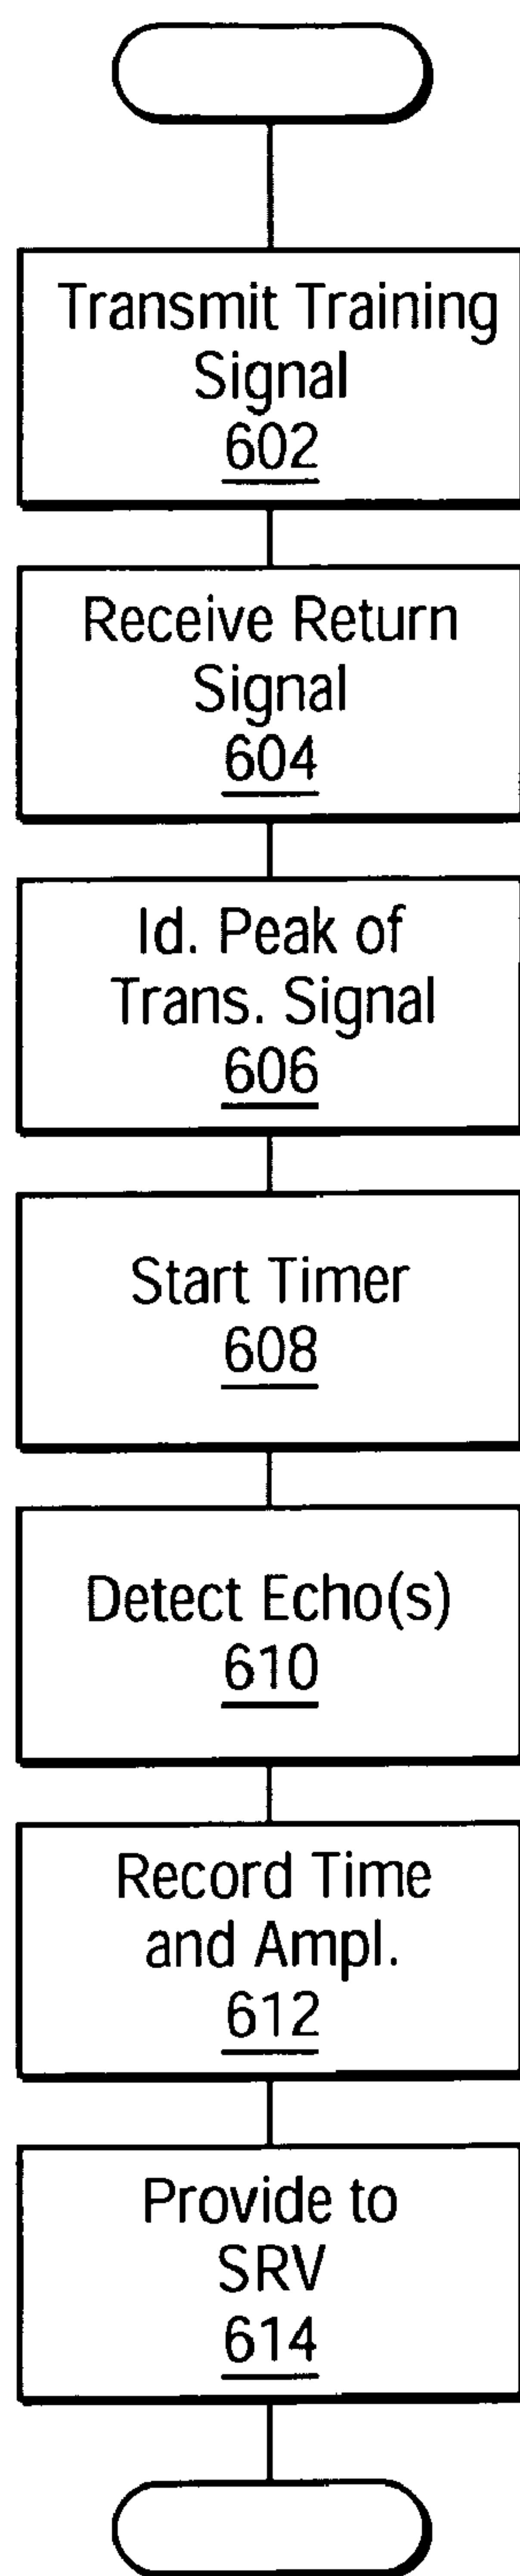 Transmit Training
Signal
602
Receive Return
Signal
604
Id. Peak of
Trans. Signal
606
Start Timer
608
Detect Echo(s)
610
Record Time
and Ampl.
612
Provide to
SRV
614